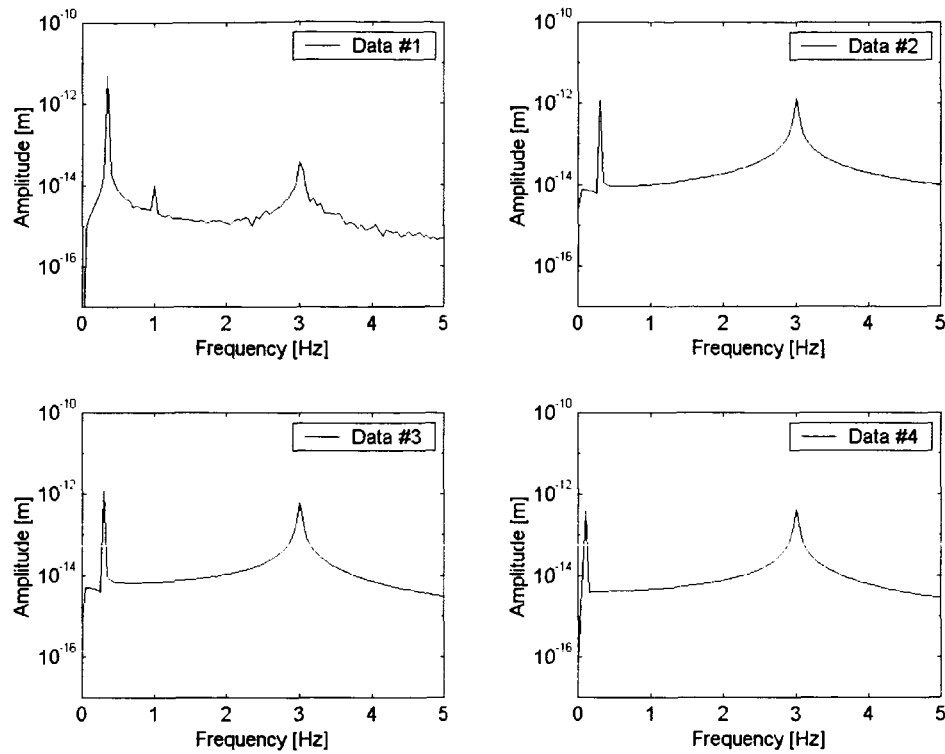 10^-10
Data #1
10^-12
10^-14
10^-16
Amplitude [m]
0 1 2 3 4 5
Frequency [Hz]
10^-10
Data #2
10^-12
10^-14
10^-16
Amplitude [m]
0 1 2 3 4 5
Frequency [Hz]
10^-10
Data #3
10^-12
10^-14
10^-16
Amplitude [m]
0 1 2 3 4 5
Frequency [Hz]
10^-10
Data #4
10^-12
10^-14
10^-16
Amplitude [m]
0 1 2 3 4 5
Frequency [Hz]